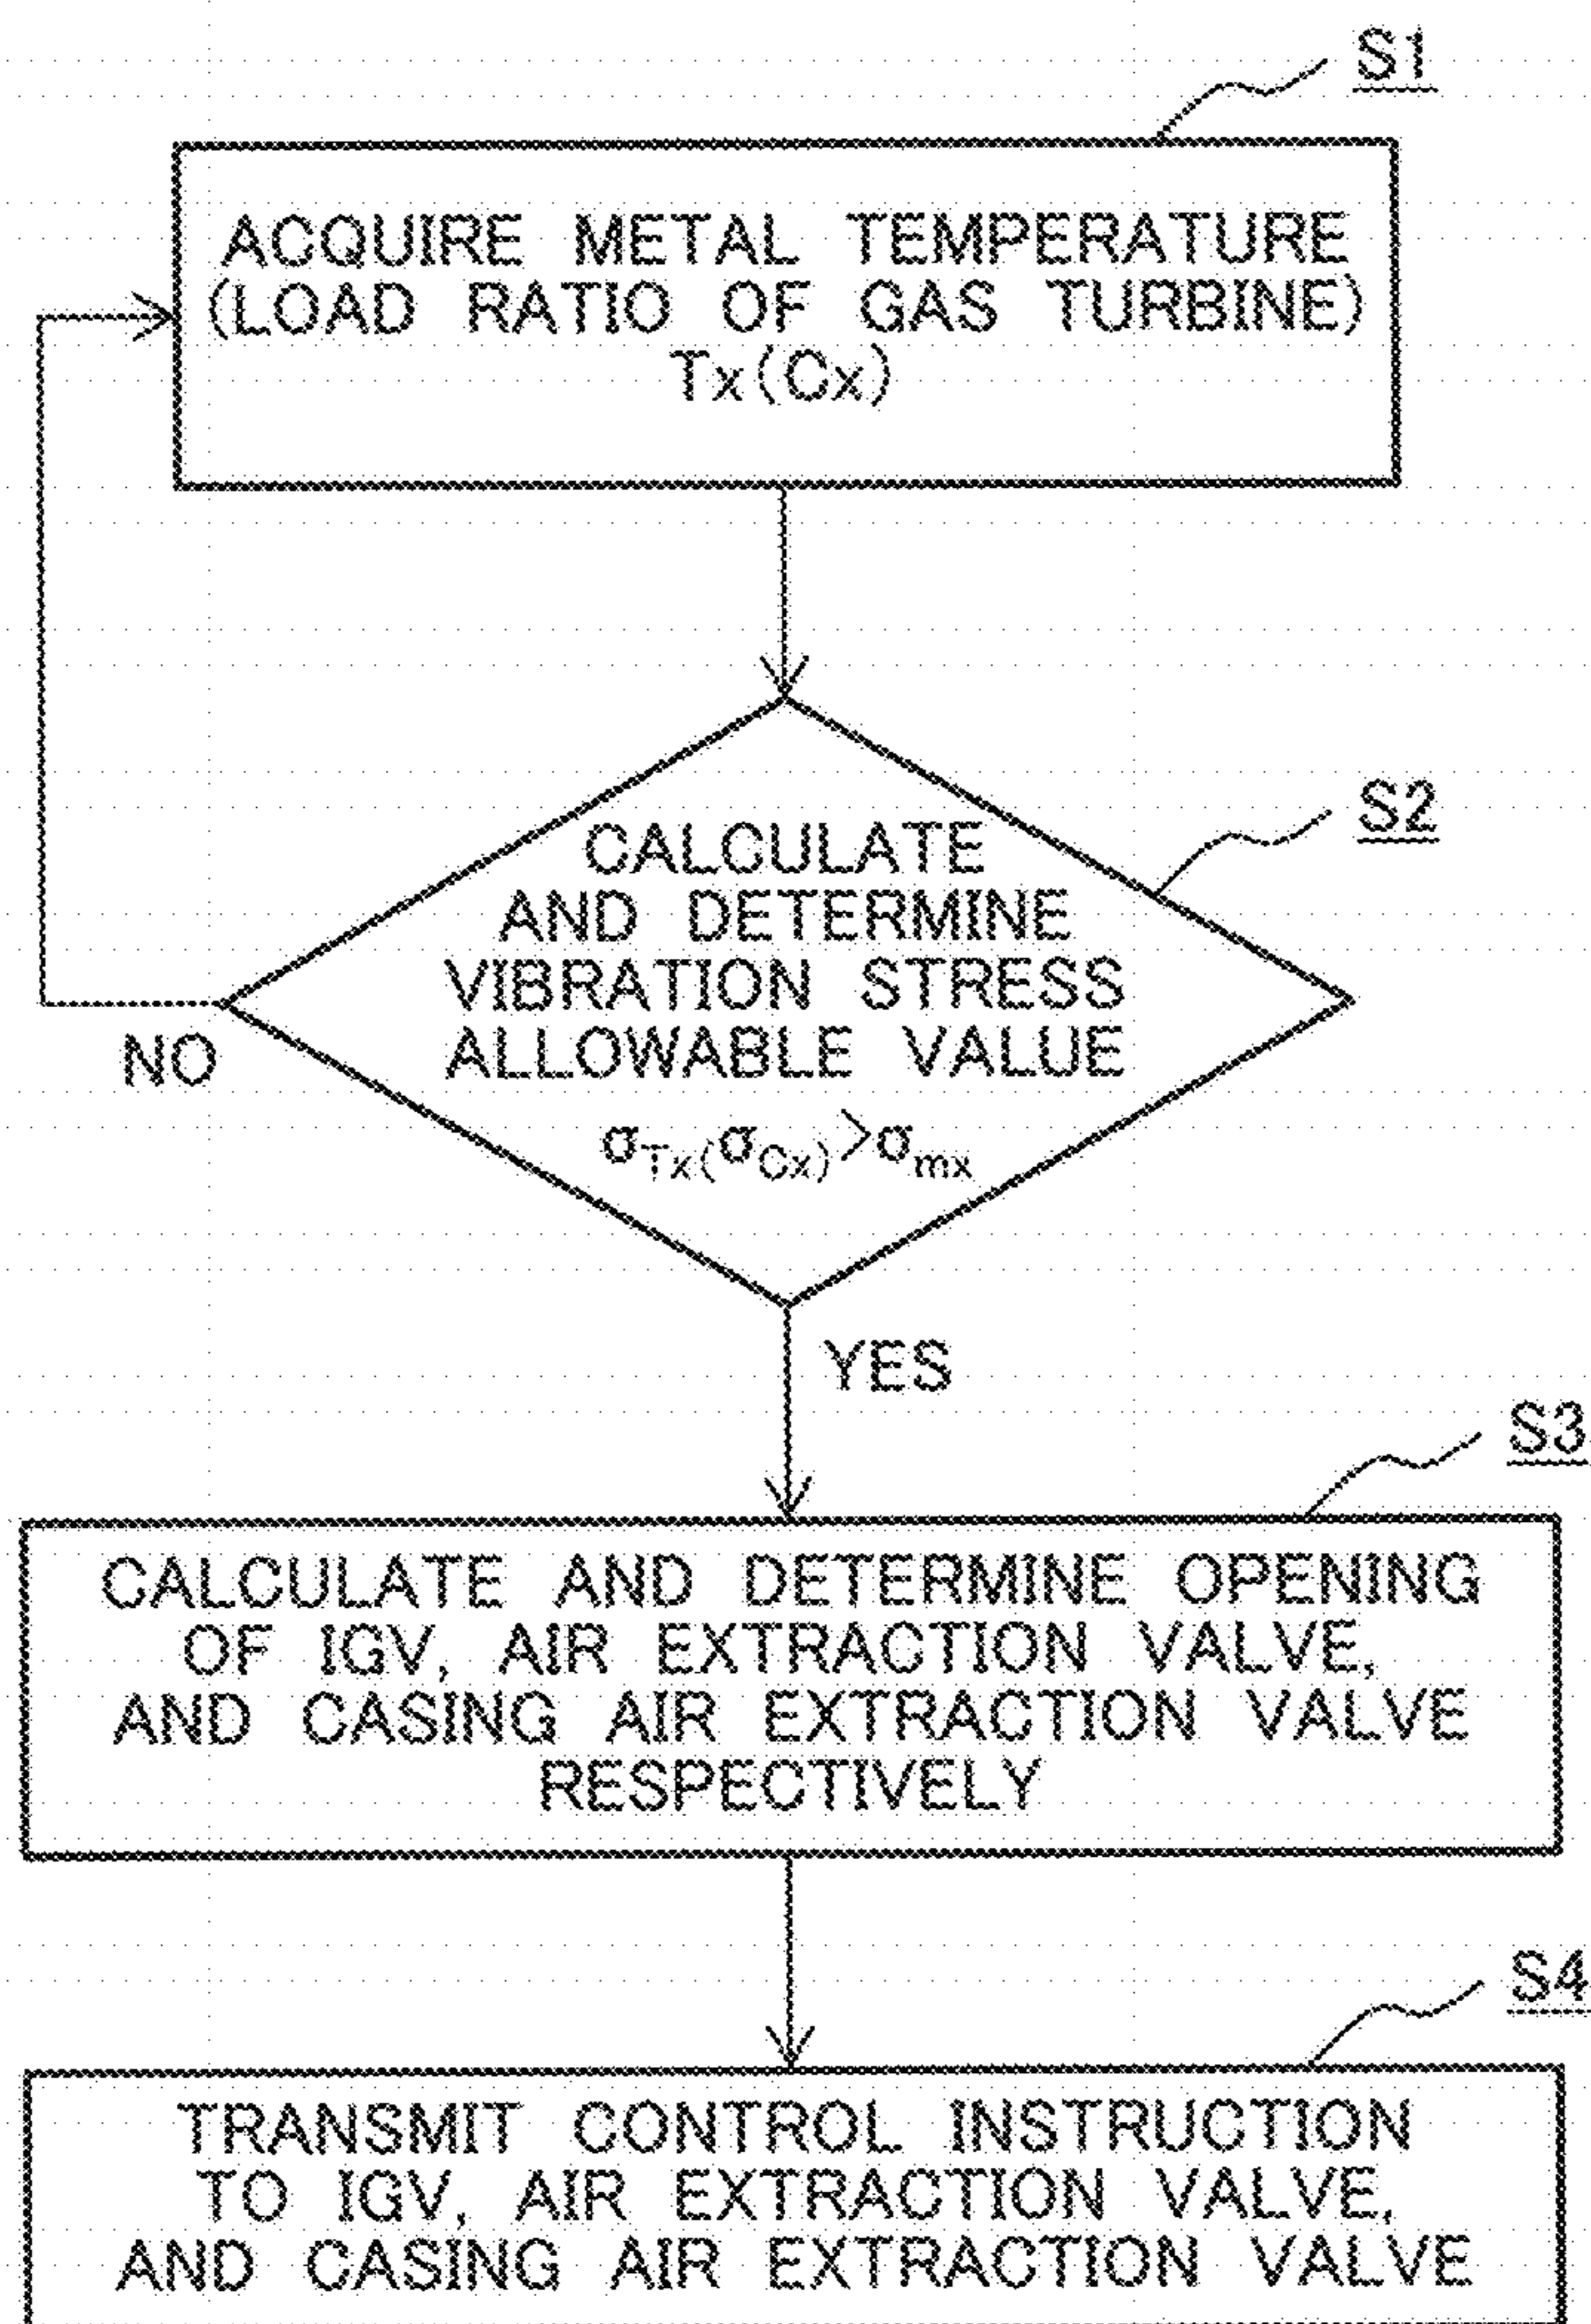 S1
ACQUIRE METAL TEMPERATURE
(LOAD RATIO OF GAS TURBINE)
Tx(Cx)
S2
CALCULATE
AND DETERMINE
VIBRATION STRESS
ALLOWABLE VALUE
σTx(σCx)>σmx
NO
YES
S3
CALCULATE AND DETERMINE OPENING
OF IGV, AIR EXTRACTION VALVE,
AND CASING AIR EXTRACTION VALVE
RESPECTIVELY
S4
TRANSMIT CONTROL INSTRUCTION
TO IGV, AIR EXTRACTION VALVE,
AND CASING AIR EXTRACTION VALVE